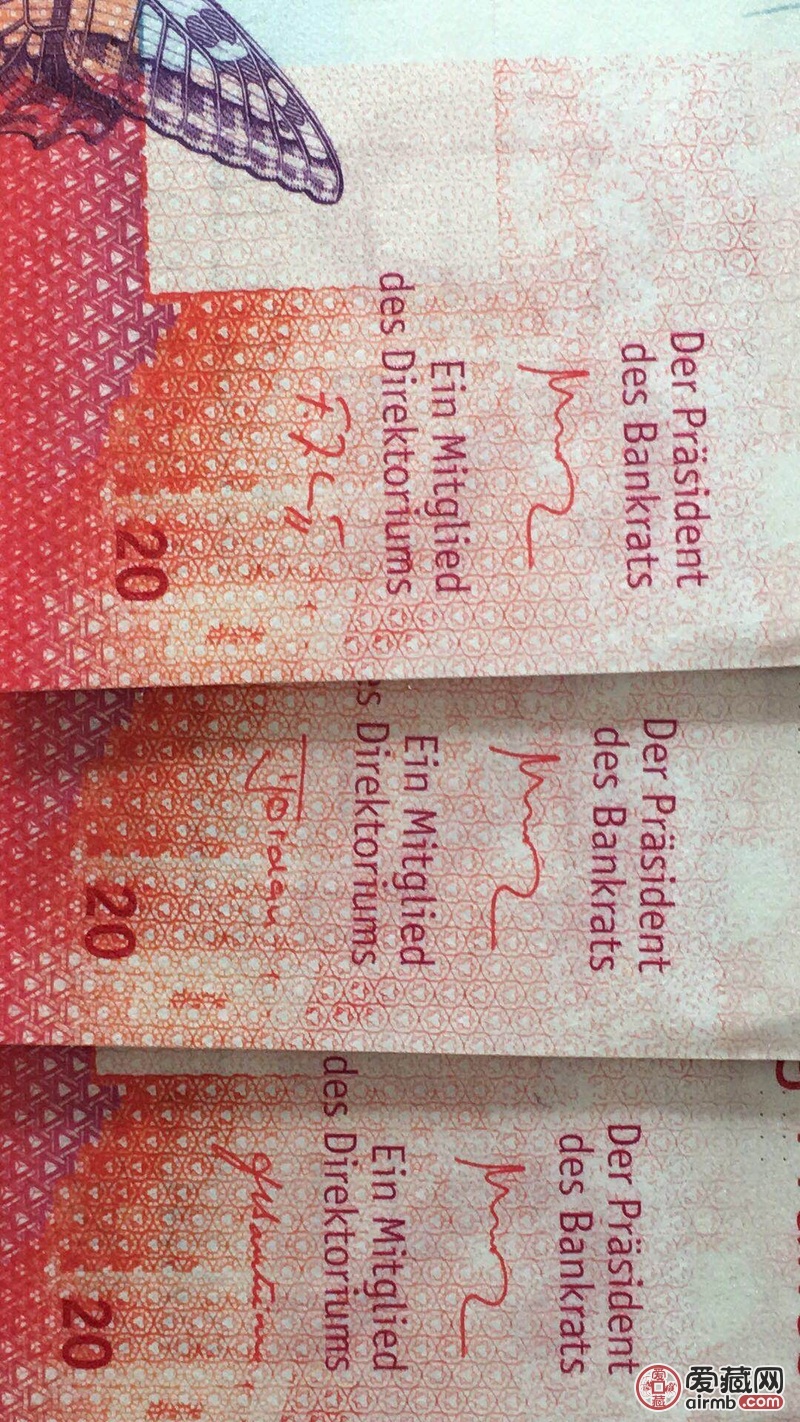 Der Präsident
des Bankrats
Ein Mitglied
des Direktoriums
20
Der Präsident
des Bankrats
Ein Mitglied
s Direktoriums
Jordan
20
Der Präsident
des Bankrats
Ein Mitglied
des Direktoriums
20
爱藏网
airmb.com